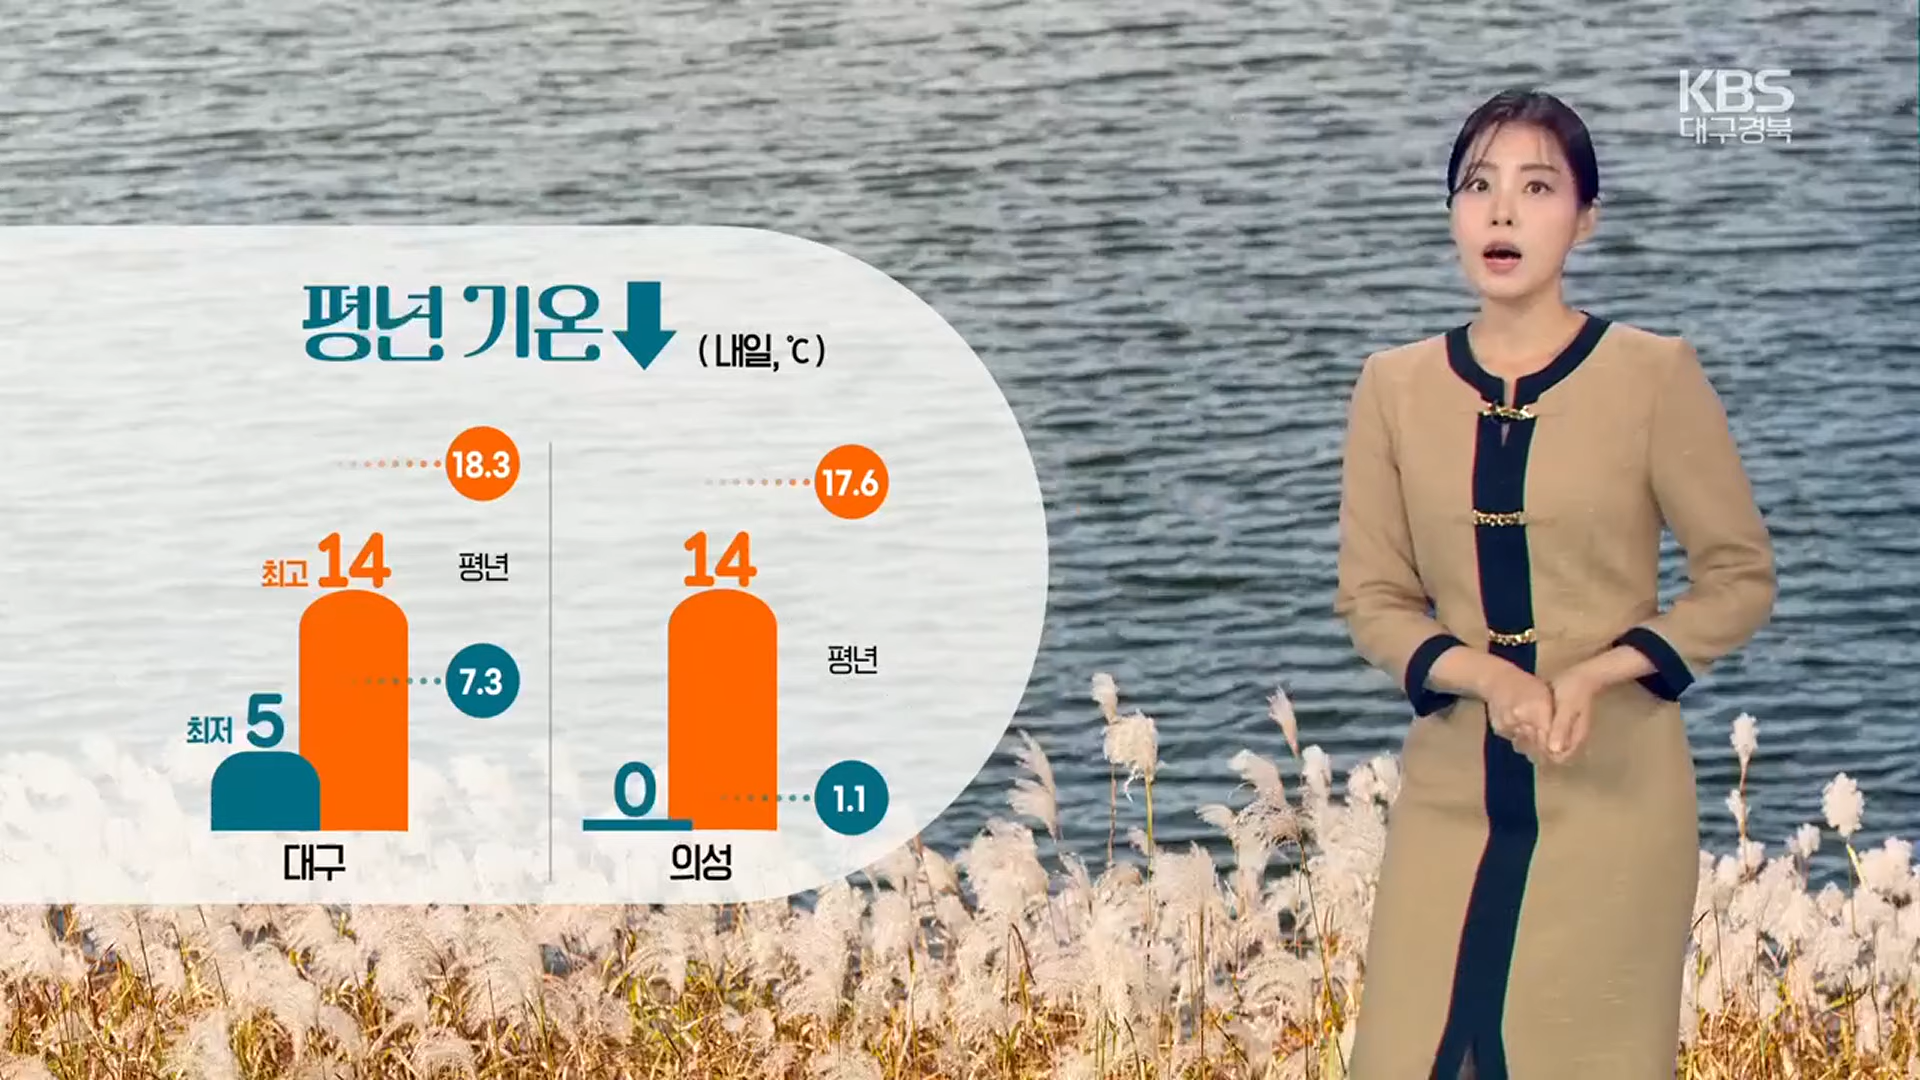 KBS
대구경북
평년 기온
( 내일, ℃ )
18.3
17.6
최고 14
평년
14
평년
7.3
최저 5
0
1.1
대구
의성